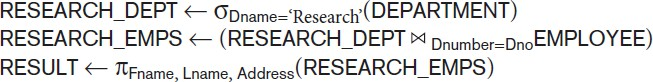 RESEARCH_DEPT ← σDname=‘Research’(DEPARTMENT)
RESEARCH_EMPS ← (RESEARCH_DEPT ⋈ Dnumber=DnoEMPLOYEE)
RESULT ← πFname, Lname, Address(RESEARCH_EMPS)